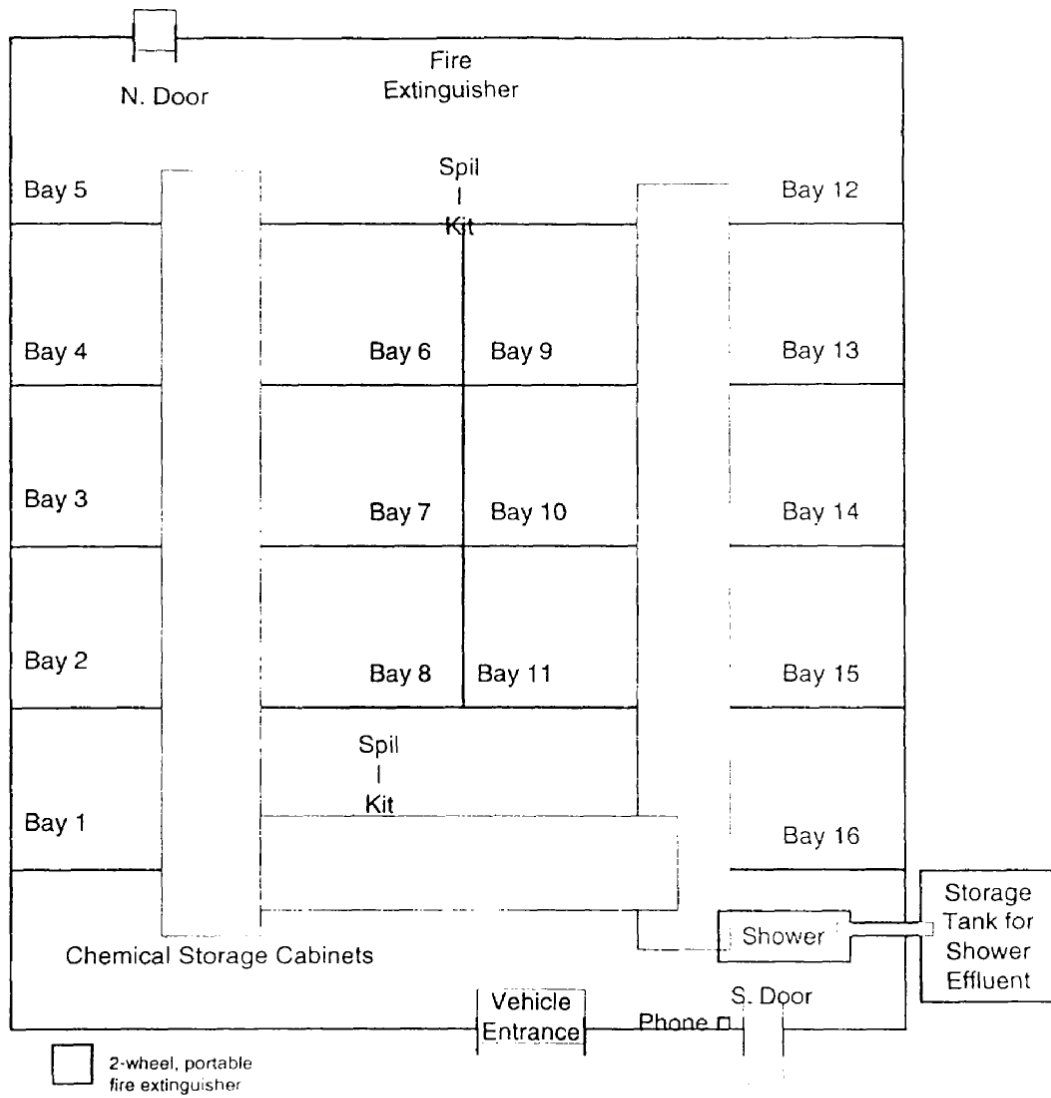 N. Door
Fire
Extinguisher
Spil
l
Kit
Bay 5
Bay 12
Bay 4
Bay 6
Bay 9
Bay 13
Bay 3
Bay 7
Bay 10
Bay 14
Bay 2
Bay 8
Bay 11
Bay 15
Spil
l
Kit
Bay 1
Bay 16
Storage
Tank for
Shower
Effluent
Shower
Chemical Storage Cabinets
Vehicle
Entrance
S. Door
Phone
2-wheel, portable
fire extinguisher